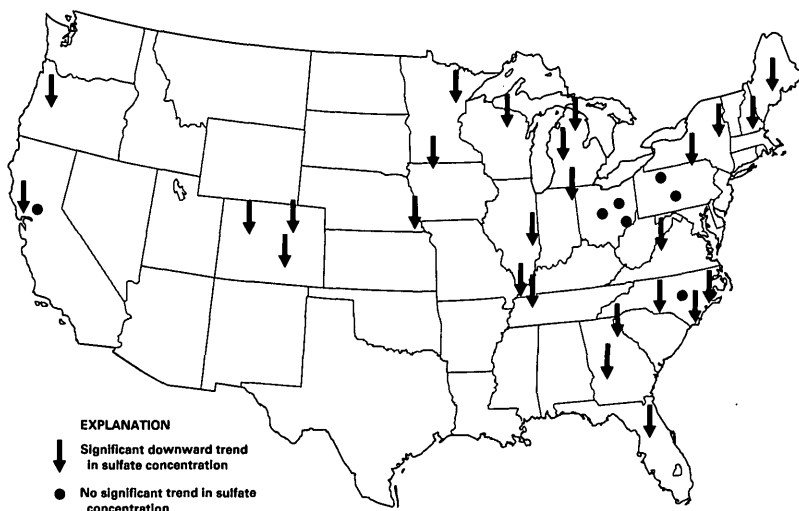 EXPLANATION
Significant downward trend
in sulfate concentration
No significant trend in sulfate
concentration